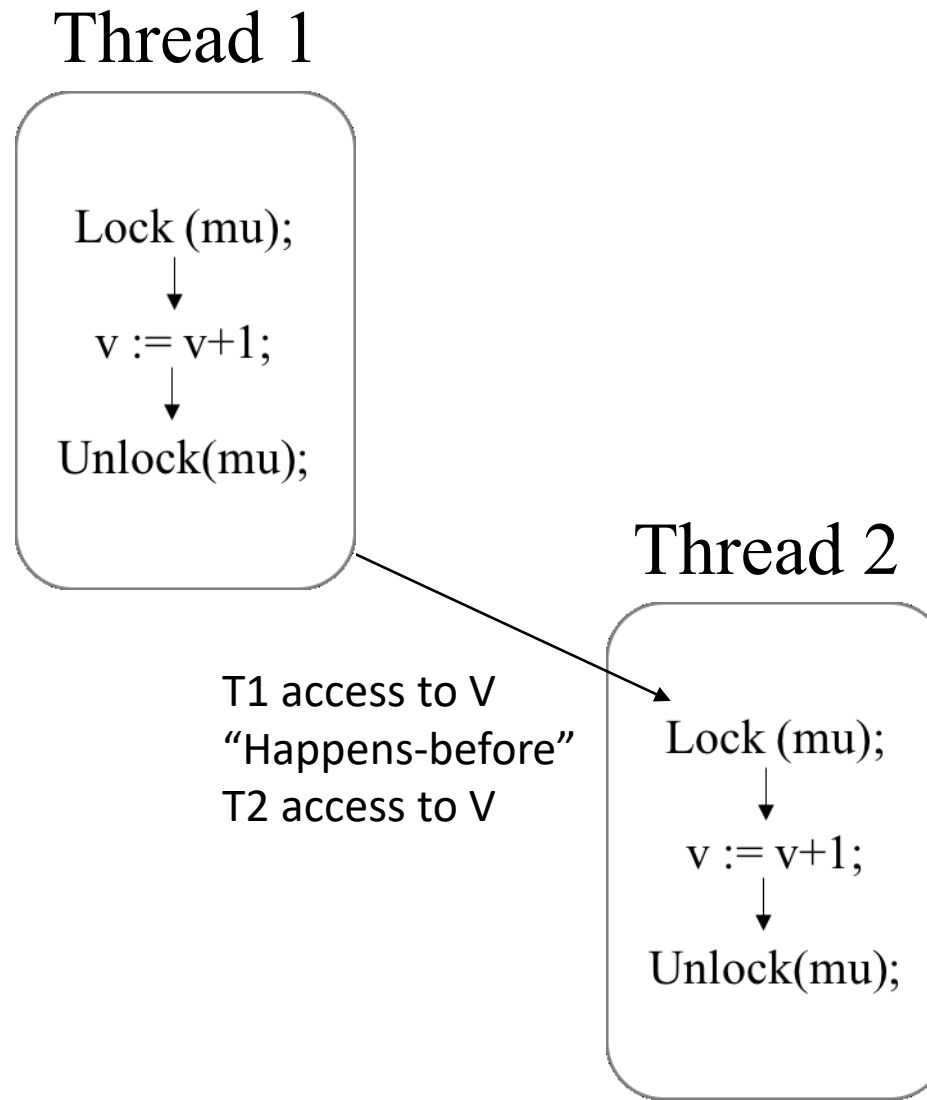 Thread 1
Lock (mu);
v := v+1;
Unlock(mu);
T1 access to V
“Happens-before”
T2 access to V
Thread 2
Lock (mu);
v := v+1;
Unlock(mu);